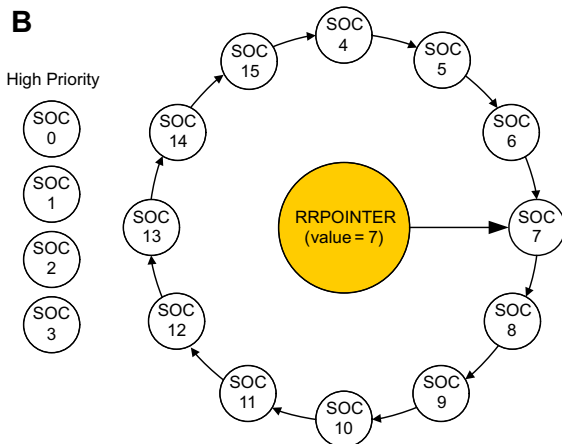 B
High Priority
SOC
0
SOC
1
SOC
2
SOC
3
SOC
4
SOC
5
SOC
6
SOC
7
SOC
8
SOC
9
SOC
10
SOC
11
SOC
12
SOC
13
SOC
14
SOC
15
RRPOINTER
(value = 7)